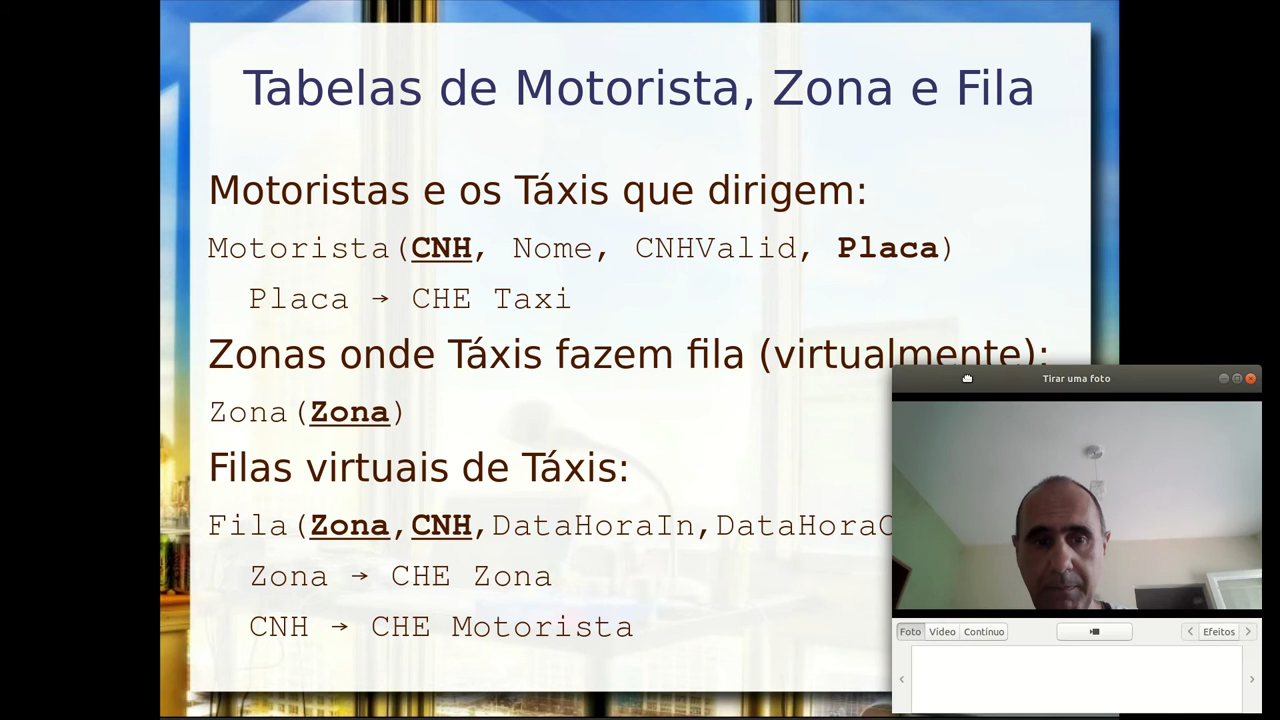 Tabelas de Motorista, Zona e Fila
Motoristas e os Táxis que dirigem:
Motorista(CNH, Nome, CNHValid, Placa)
Placa → CHE Taxi
Zonas onde Táxis fazem fila (virtualmente):
Zona(Zona)
Filas virtuais de Táxis:
Fila(Zona,CNH,DataHoraIn,
Zona → CHE Zona
CNH → CHE Motorista
Tirar uma foto
Foto Vídeo Contínuo Efeitos